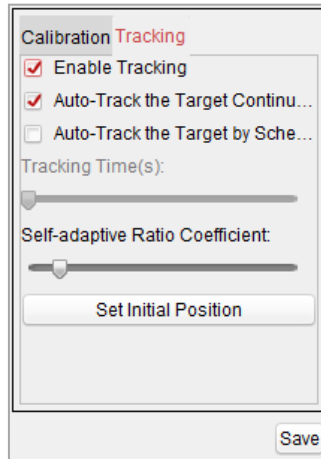 Calibration Tracking
Enable Tracking
Auto-Track the Target Continu...
Auto-Track the Target by Sche...
Tracking Time(s):
Self-adaptive Ratio Coefficient:
Set Initial Position
Save